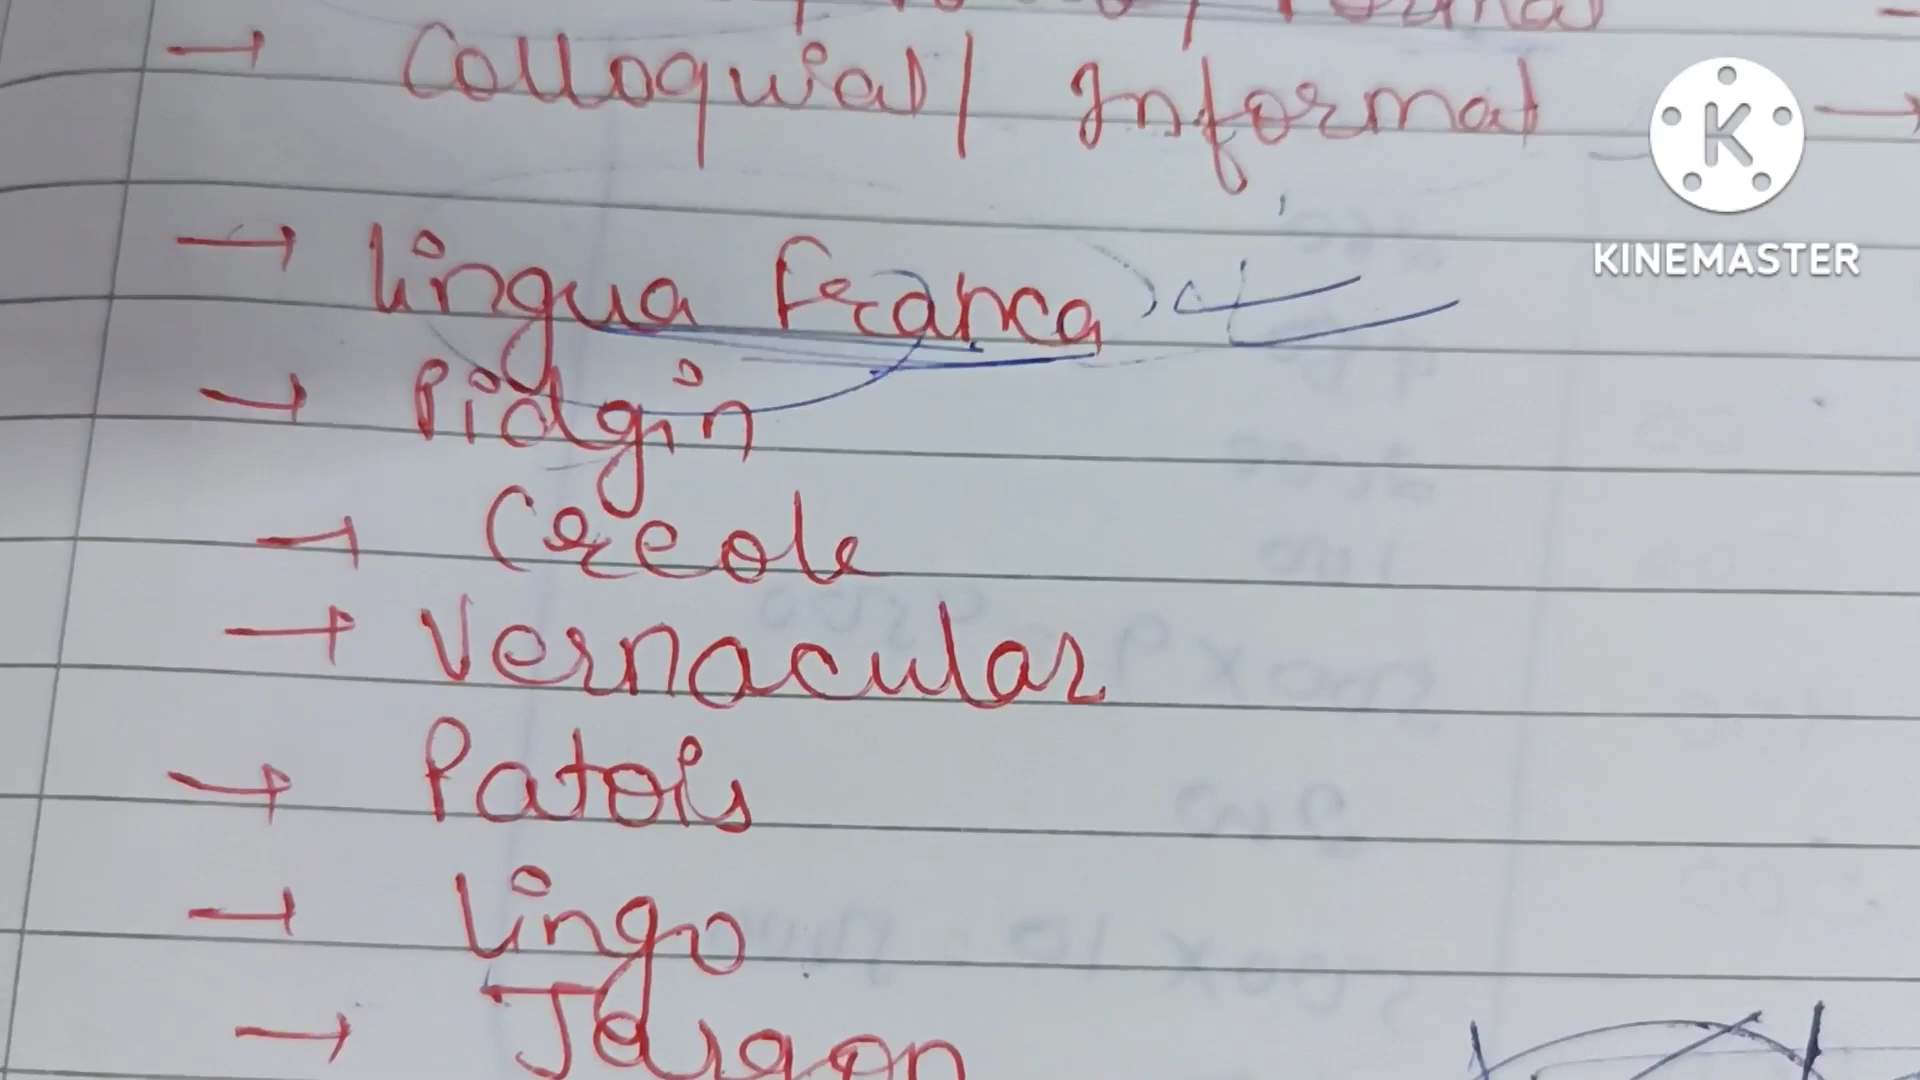 → Colloquial / Informal →
→ Lingua Franca
→ Pidgin
→ Creole
→ Vernacular
→ Patois
→ Lingo
→ Jargon
KINEMASTER